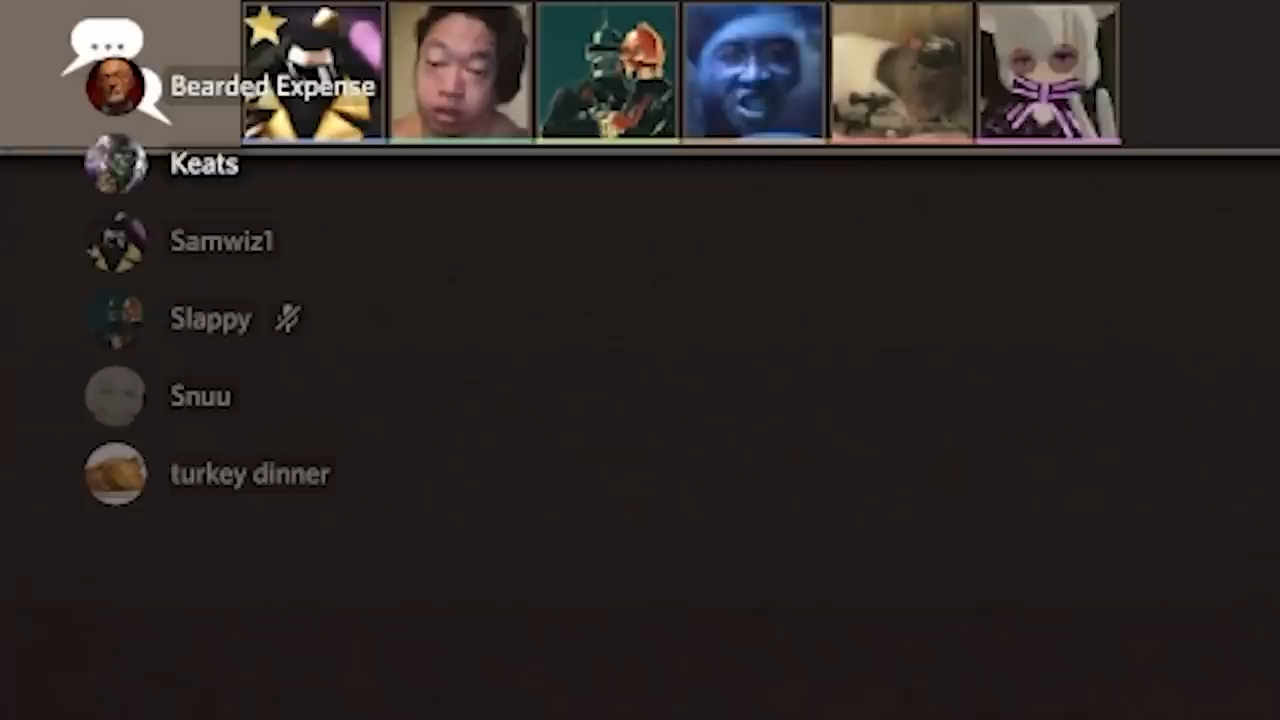 Bearded Expense
Keats
Samwiz1
Slappy
Snuu
turkey dinner